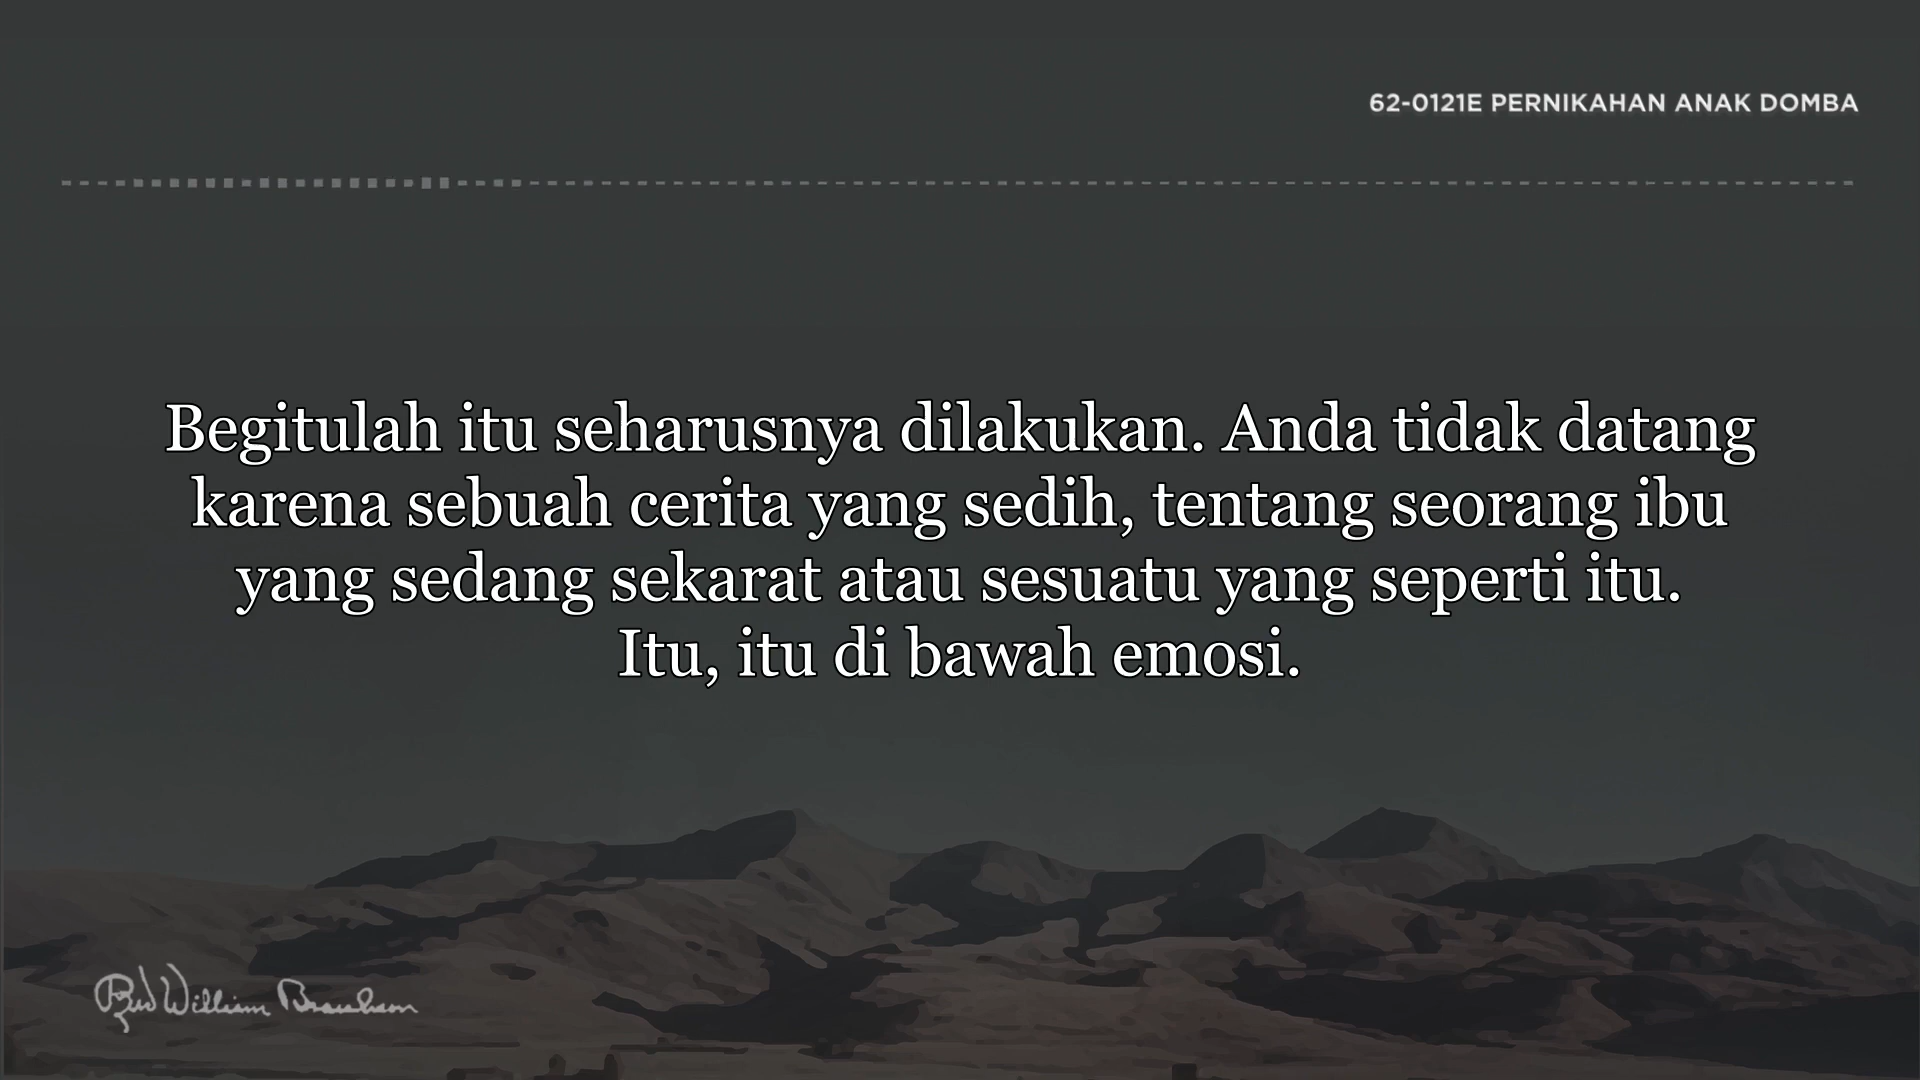 62-0121E PERNIKAHAN ANAK DOMBA
Begitulah itu seharusnya dilakukan. Anda tidak datang
karena sebuah cerita yang sedih, tentang seorang ibu
yang sedang sekarat atau sesuatu yang seperti itu.
Itu, itu di bawah emosi.
Rev William Branham